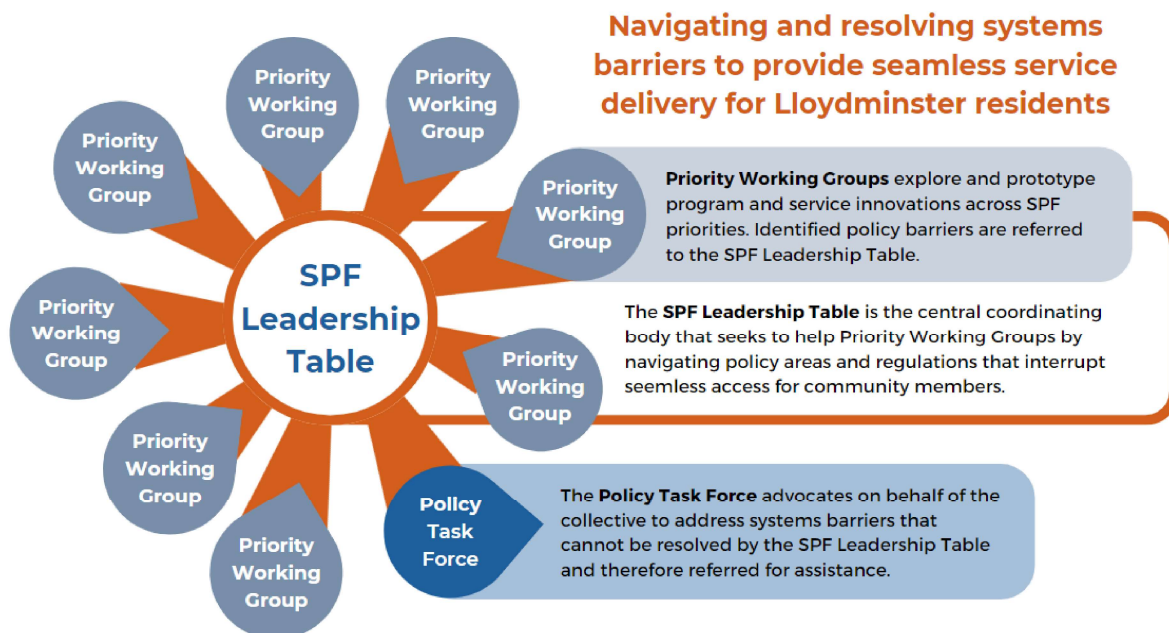 Navigating and resolving systems
barriers to provide seamless service
delivery for Lloydminster residents
Priority
Working
Group
Priority
Working
Group
Priority
Working
Group
Priority
Working
Group
Priority Working Groups explore and prototype
program and service innovations across SPF
priorities. Identified policy barriers are referred
to the SPF Leadership Table.
SPF
Leadership
Table
The SPF Leadership Table is the central coordinating
body that seeks to help Priority Working Groups by
navigating policy areas and regulations that interrupt
seemless access for community members.
Priority
Working
Group
Priority
Working
Group
Priority
Working
Group
Priority
Working
Group
Policy
Task
Force
The Policy Task Force advocates on behalf of the
collective to address systems barriers that
cannot be resolved by the SPF Leadership Table
and therefore referred for assistance.